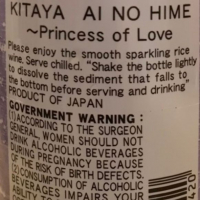 KITAYA AI NO HIME
~Princess of Love
Please enjoy the smooth sparkling rice
wine. Serve chilled. "Shake the bottle lightly
to dissolve the sediment that falls to
the bottom before serving and drinking"
PRODUCT OF JAPAN
GOVERNMENT WARNING :
(1)ACCORDING TO THE SURGEON
GENERAL, WOMEN SHOULD NOT
DRINK ALCOHOLIC BEVERAGES
DURING PREGNANCY BECAUSE
OF THE RISK OF BIRTH DEFECTS.
(2)CONSUMPTION OF ALCOHOLIC
BEVERAGES IMPAIRS YOUR
ABILITY TO
420